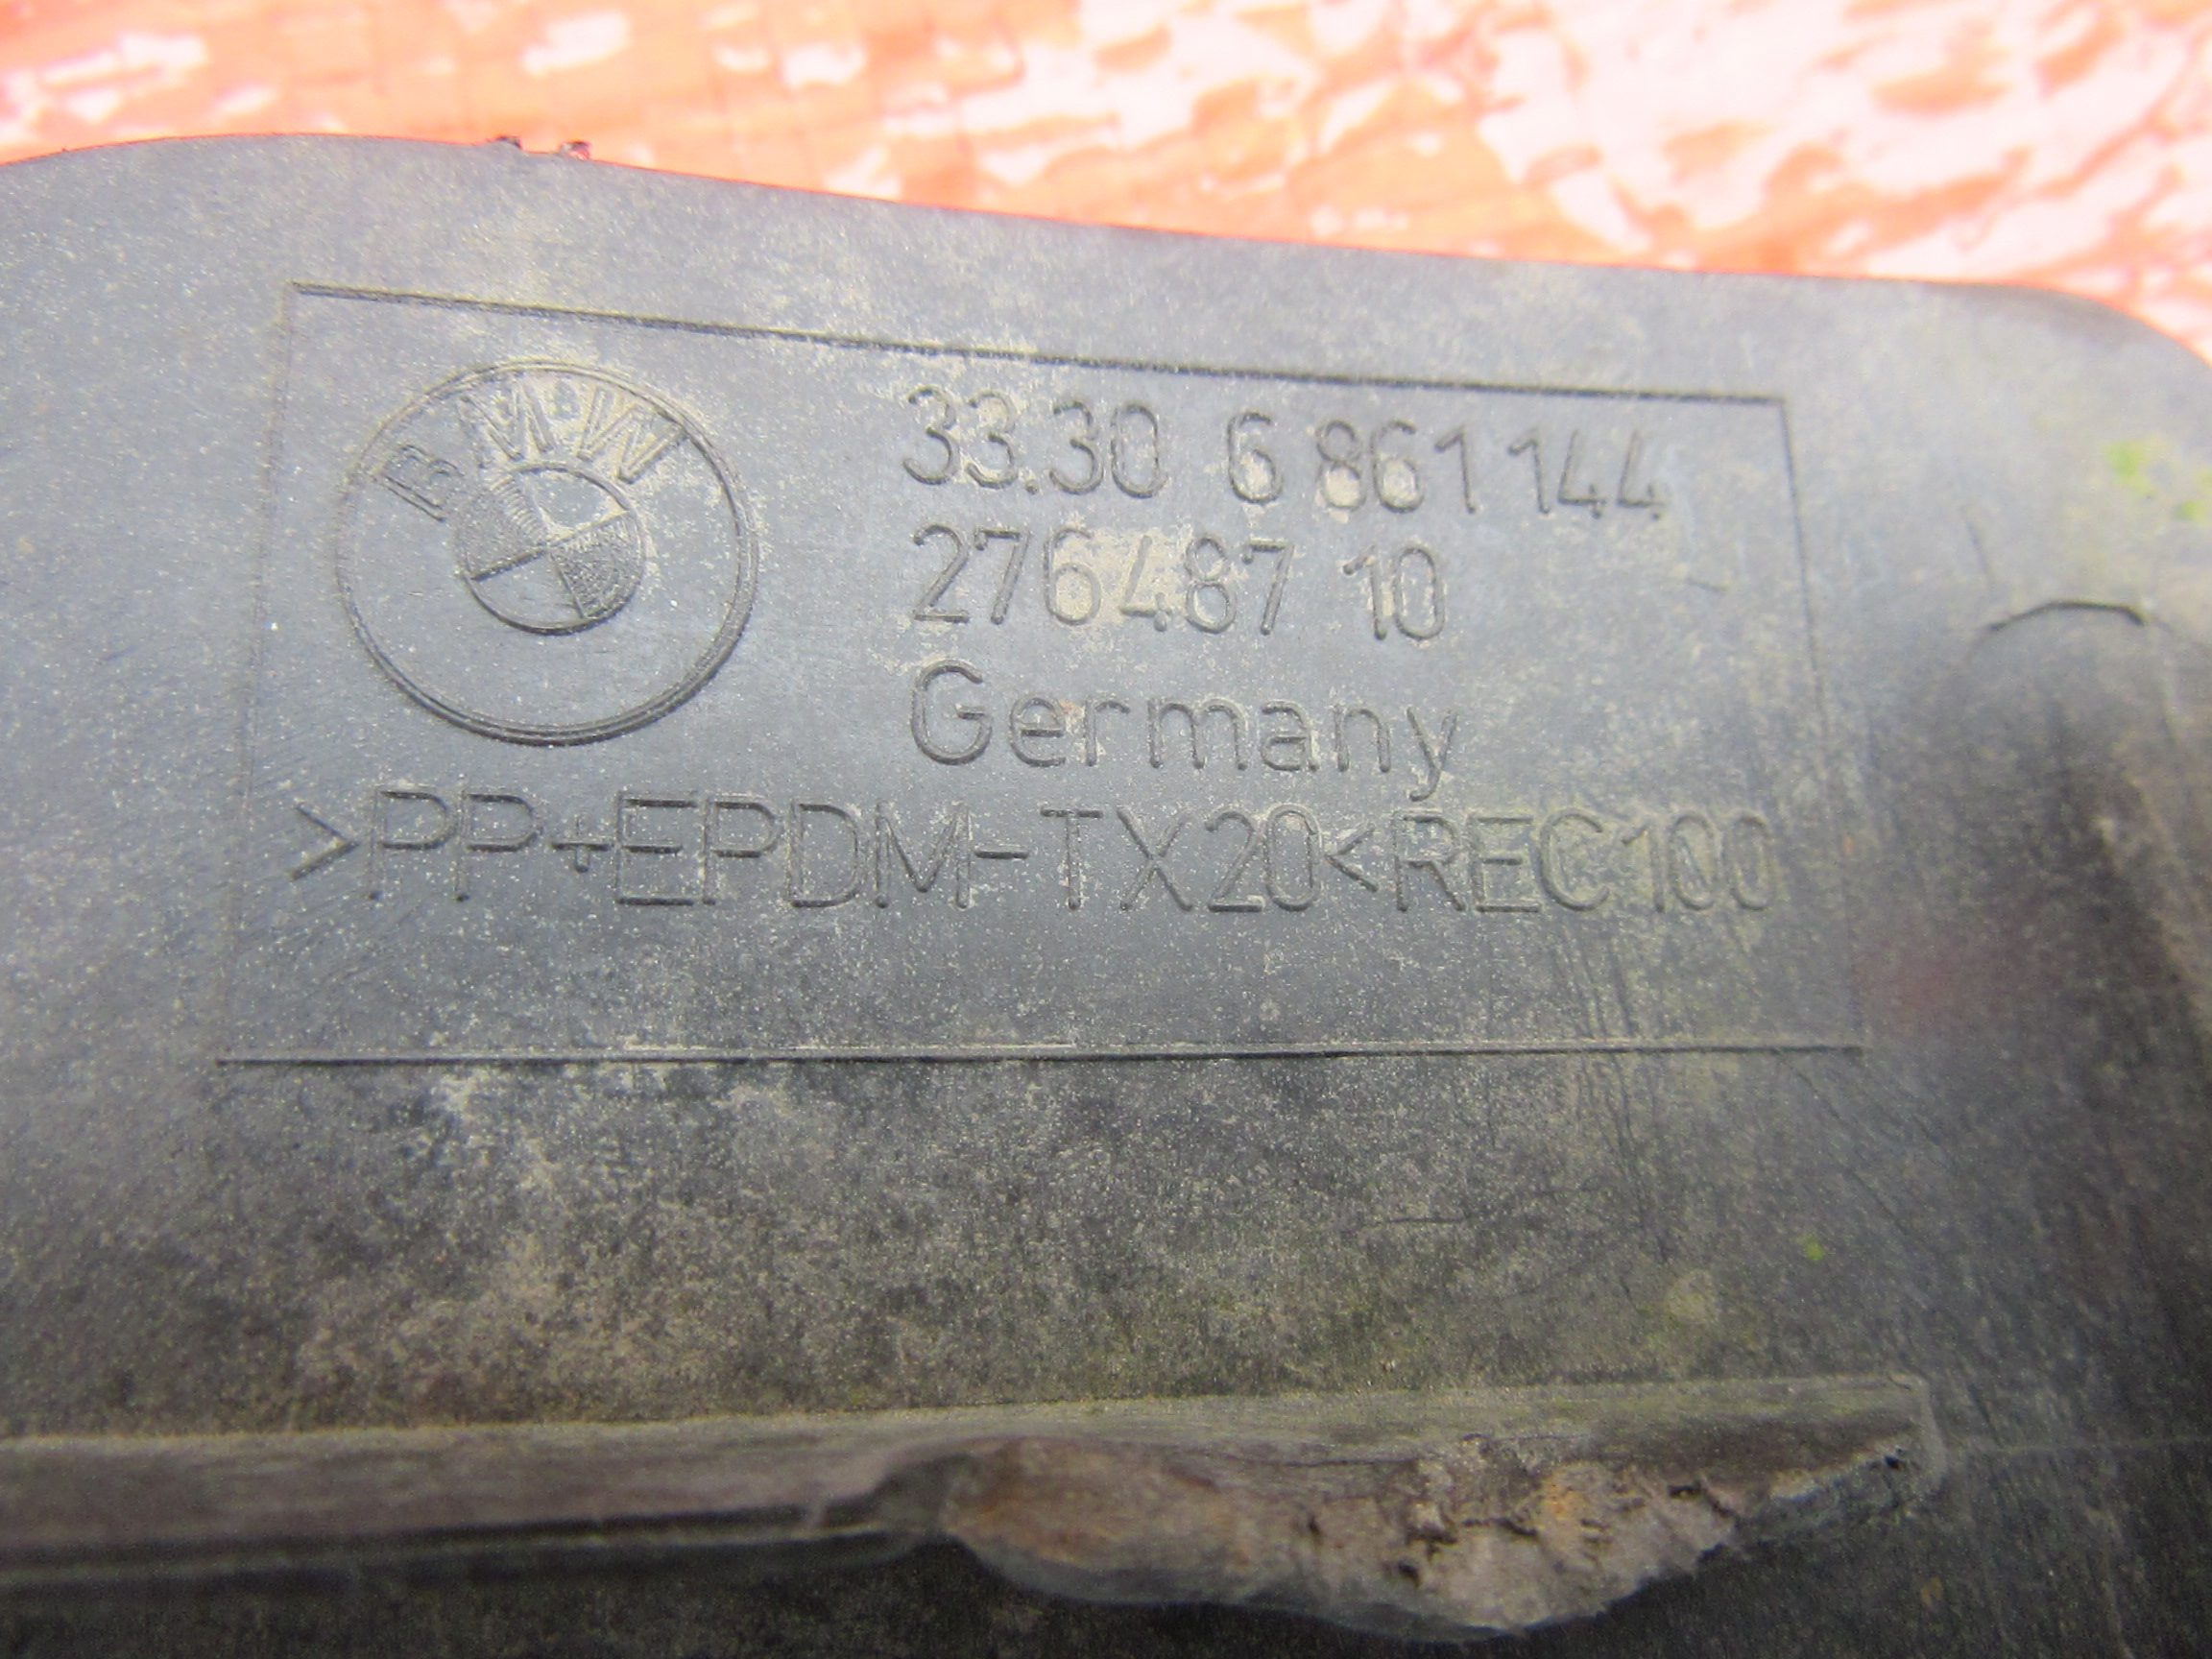 BMW
33.30 6 861 144
276487 10
Germany
>PP+EPDM-TX20<REC100